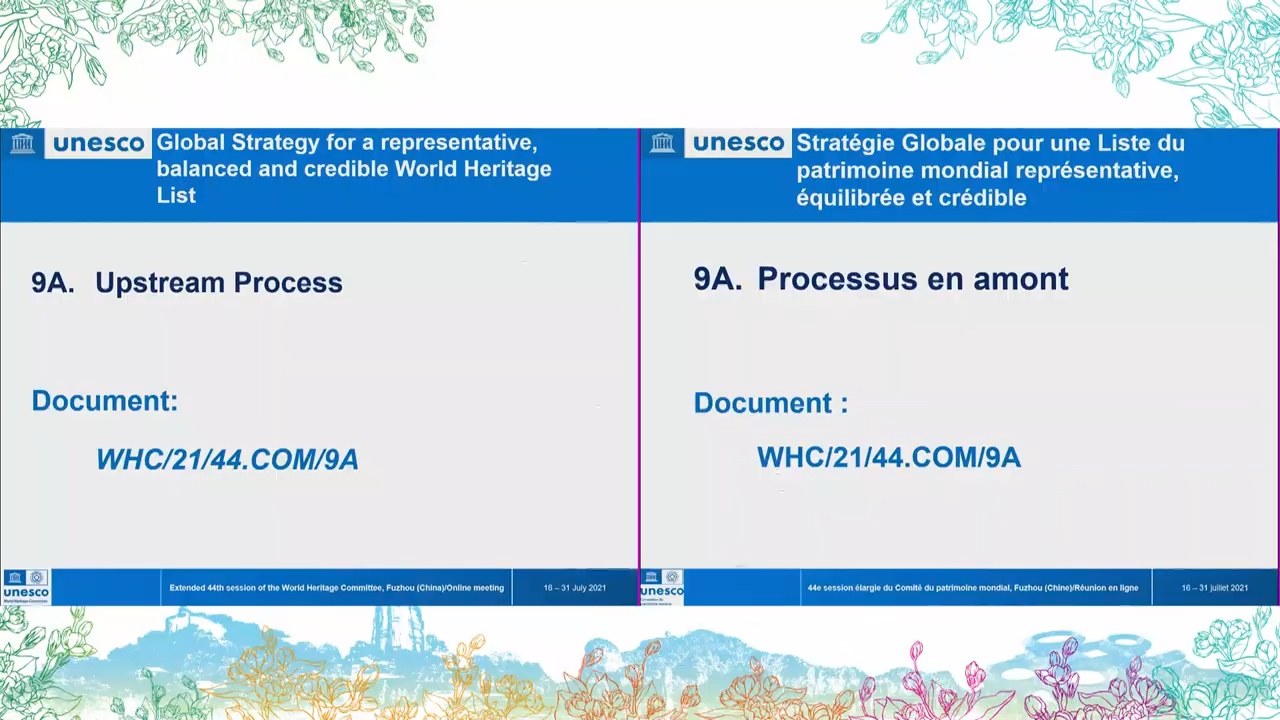 unesco
Global Strategy for a representative,
balanced and credible World Heritage
List
9A. Upstream Process
Document:
WHC/21/44.COM/9A
unesco
World Heritage Committee
Extended 44th session of the World Heritage Committee, Fuzhou (China)/Online meeting
16 – 31 July 2021
unesco
Stratégie Globale pour une Liste du
patrimoine mondial représentative,
équilibrée et crédible
9A. Processus en amont
Document :
WHC/21/44.COM/9A
unesco
44e session élargie du Comité du patrimoine mondial, Fuzhou (Chine)/Réunion en ligne
16 – 31 juillet 2021